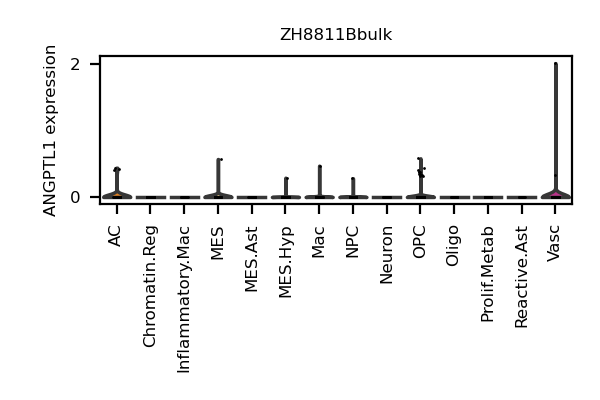 ZH8811Bbulk
ANGPTL1 expression
2
0
AC
Chromatin.Reg
Inflammatory.Mac
MES
MES.Ast
MES.Hyp
Mac
NPC
Neuron
OPC
Oligo
Prolif.Metab
Reactive.Ast
Vasc